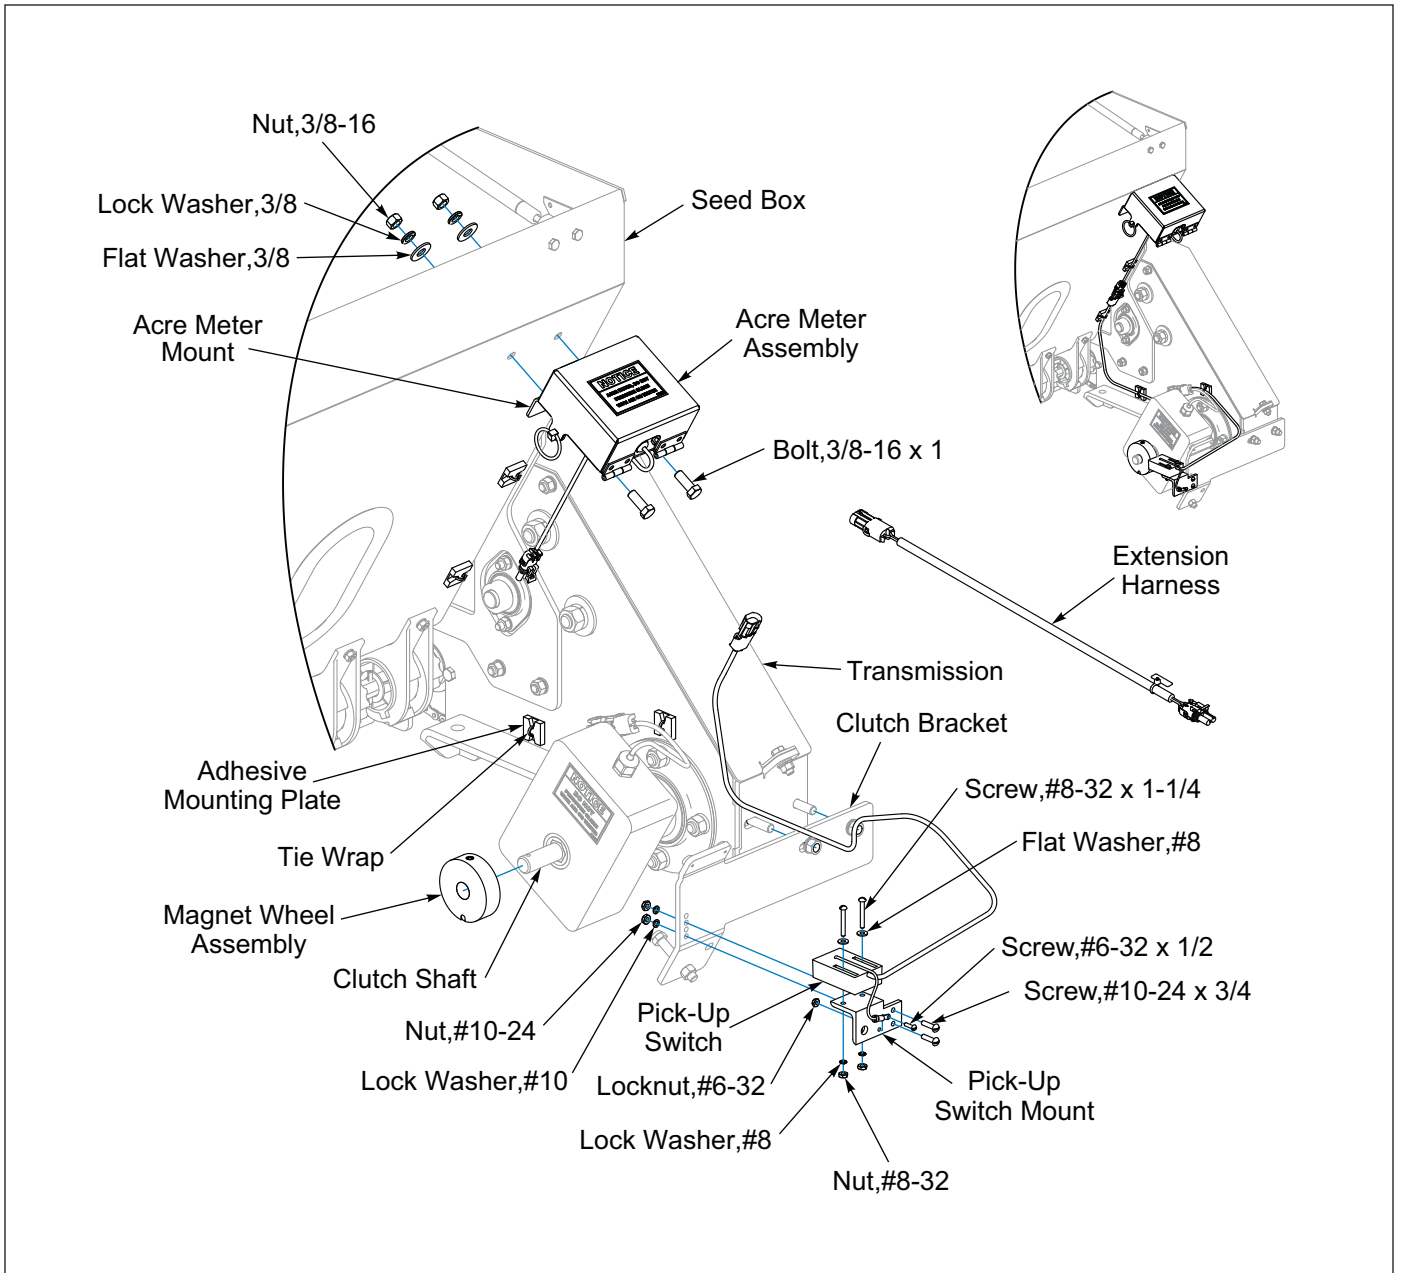 Nut,3/8-16
Lock Washer,3/8
Flat Washer,3/8
Seed Box
Acre Meter
Mount
Acre Meter
Assembly
NOTICE
Bolt,3/8-16 x 1
Extension
Harness
Transmission
Clutch Bracket
Adhesive
Mounting Plate
Screw,#8-32 x 1-1/4
Tie Wrap
NOTICE
Flat Washer,#8
Magnet Wheel
Assembly
Screw,#6-32 x 1/2
Clutch Shaft
Screw,#10-24 x 3/4
Pick-Up
Switch
Nut,#10-24
Lock Washer,#10
Locknut,#6-32
Pick-Up
Switch Mount
Lock Washer,#8
Nut,#8-32